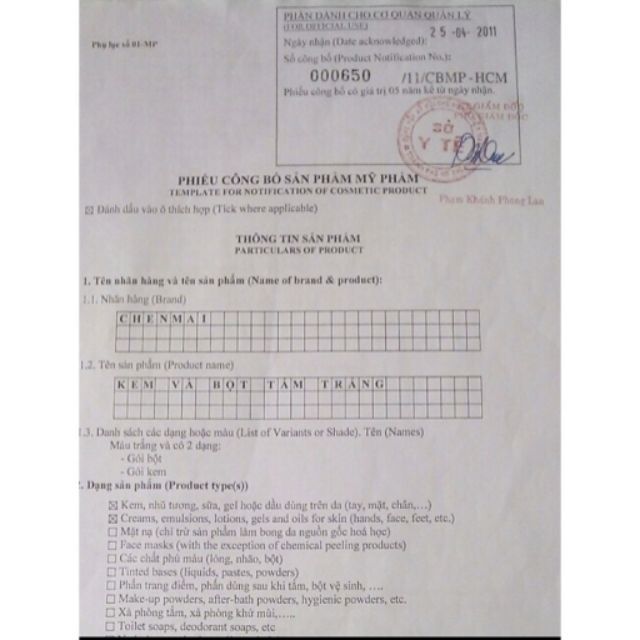 Phụ lục số 01-MP
PHẦN DÀNH CHO CƠ QUAN QUẢN LÝ
(FOR OFFICIAL USE)
Ngày nhận (Date acknowledged): 25 -04- 2011
Số công bố (Product Notification No.):
000650 /11/CBMP - HCM
Phiếu công bố có giá trị 05 năm kể từ ngày nhận.
GIÁM ĐỐC
GIÁM ĐỐC
SỞ
Y TẾ
Phạm Khánh Phong Lan
PHIẾU CÔNG BỐ SẢN PHẨM MỸ PHẨM
TEMPLATE FOR NOTIFICATION OF COSMETIC PRODUCT
☒ Đánh dấu vào ô thích hợp (Tick where applicable)
THÔNG TIN SẢN PHẨM
PARTICULARS OF PRODUCT
1. Tên nhãn hàng và tên sản phẩm (Name of brand & product):
1.1. Nhãn hàng (Brand)
CHENMAI
1.2. Tên sản phẩm (Product name)
KEM VÀ BỘT TẮM TRẮNG
1.3. Danh sách các dạng hoặc màu (List of Variants or Shade). Tên (Names)
Màu trắng và có 2 dạng:
- Gói bột
- Gói kem
2. Dạng sản phẩm (Product type(s))
☒ Kem, nhũ tương, sữa, gel hoặc dầu dùng trên da (tay, mặt, chân,…)
☒ Creams, emulsions, lotions, gels and oils for skin (hands, face, feet, etc.)
☐ Mặt nạ (chỉ trừ sản phẩm làm bong da nguồn gốc hoá học)
☐ Face masks (with the exception of chemical peeling products)
☐ Các chất phủ màu (lỏng, nhão, bột)
☐ Tinted bases (liquids, pastes, powders)
☐ Phấn trang điểm, phấn dùng sau khi tắm, bột vệ sinh, …..
☐ Make-up powders, after-bath powders, hygienic powders, etc.
☐ Xà phòng tắm, xà phòng khử mùi,…..
☐ Toilet soaps, deodorant soaps, etc